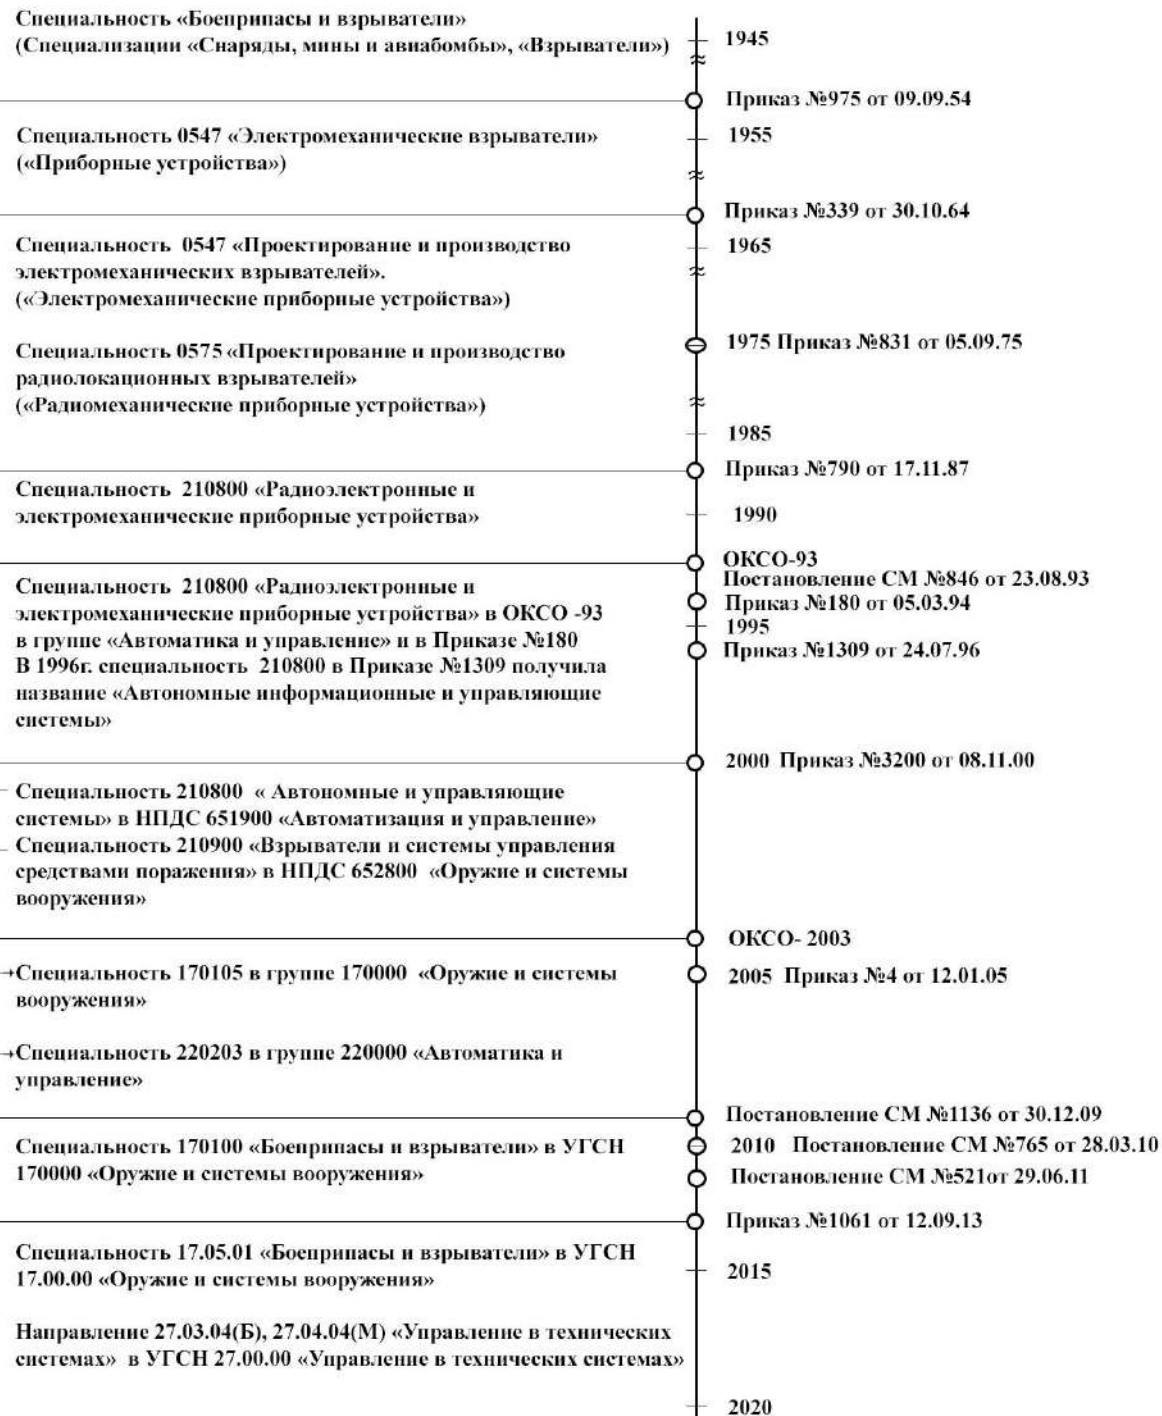 Специальность «Боеприпасы и взрыватели»
(Специализации «Снаряды, мины и авиабомбы», «Взрыватели»)
1945
Приказ №975 от 09.09.54
Специальность 0547 «Электромеханические взрыватели»
(«Приборные устройства»)
1955
Приказ №339 от 30.10.64
Специальность 0547 «Проектирование и производство
электромеханических взрывателей».
(«Электромеханические приборные устройства»)
1965
Специальность 0575 «Проектирование и производство
радиолокационных взрывателей»
(«Радиомеханические приборные устройства»)
1975 Приказ №831 от 05.09.75
1985
Приказ №790 от 17.11.87
Специальность 210800 «Радиоэлектронные и
электромеханические приборные устройства»
1990
ОКСО-93
Постановление СМ №846 от 23.08.93
Приказ №180 от 05.03.94
1995
Приказ №1309 от 24.07.96
Специальность 210800 «Радиоэлектронные и
электромеханические приборные устройства» в ОКСО -93
в группе «Автоматика и управление» и в Приказе №180
В 1996г. специальность 210800 в Приказе №1309 получила
название «Автономные информационные и управляющие
системы»
2000 Приказ №3200 от 08.11.00
Специальность 210800 « Автономные и управляющие
системы» в НПДС 651900 «Автоматизация и управление»
Специальность 210900 «Взрыватели и системы управления
средствами поражения» в НПДС 652800 «Оружие и системы
вооружения»
ОКСО- 2003
Специальность 170105 в группе 170000 «Оружие и системы
вооружения»
2005 Приказ №4 от 12.01.05
Специальность 220203 в группе 220000 «Автоматика и
управление»
Постановление СМ №1136 от 30.12.09
Специальность 170100 «Боеприпасы и взрыватели» в УГСН
170000 «Оружие и системы вооружения»
2010 Постановление СМ №765 от 28.03.10
Постановление СМ №521от 29.06.11
Приказ №1061 от 12.09.13
Специальность 17.05.01 «Боеприпасы и взрыватели» в УГСН
17.00.00 «Оружие и системы вооружения»
2015
Направление 27.03.04(Б), 27.04.04(М) «Управление в технических
системах» в УГСН 27.00.00 «Управление в технических системах»
2020